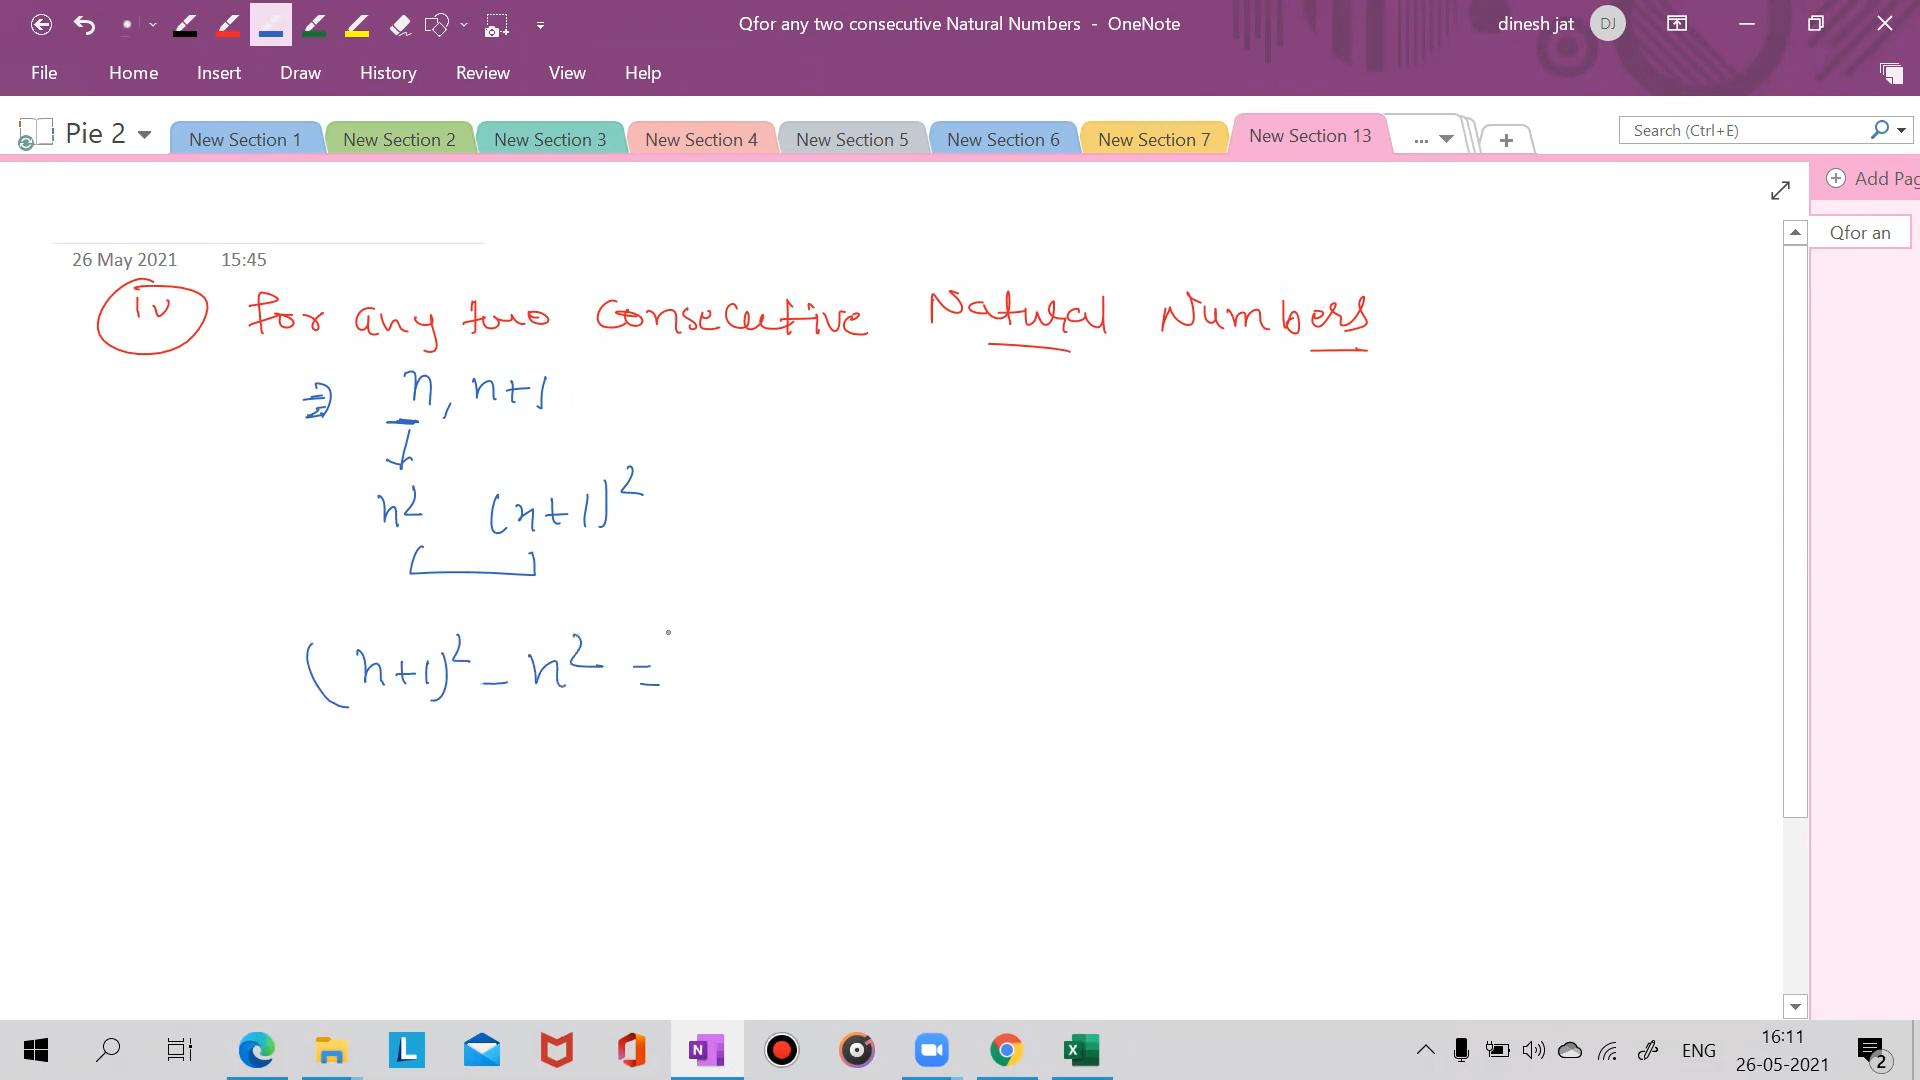 Qfor any two consecutive Natural Numbers - OneNote
dinesh jat
DJ
File Home Insert Draw History Review View Help
Pie 2
New Section 1 New Section 2 New Section 3 New Section 4 New Section 5 New Section 6 New Section 7 New Section 13 ... +
Search (Ctrl+E)
Add Pag
Qfor an
26 May 2021 15:45
iv for any two Consecutive Natural Numbers
⇒ n, n+1
n² (n+1)²
(n+1)² - n² =
ENG
16:11
26-05-2021
2